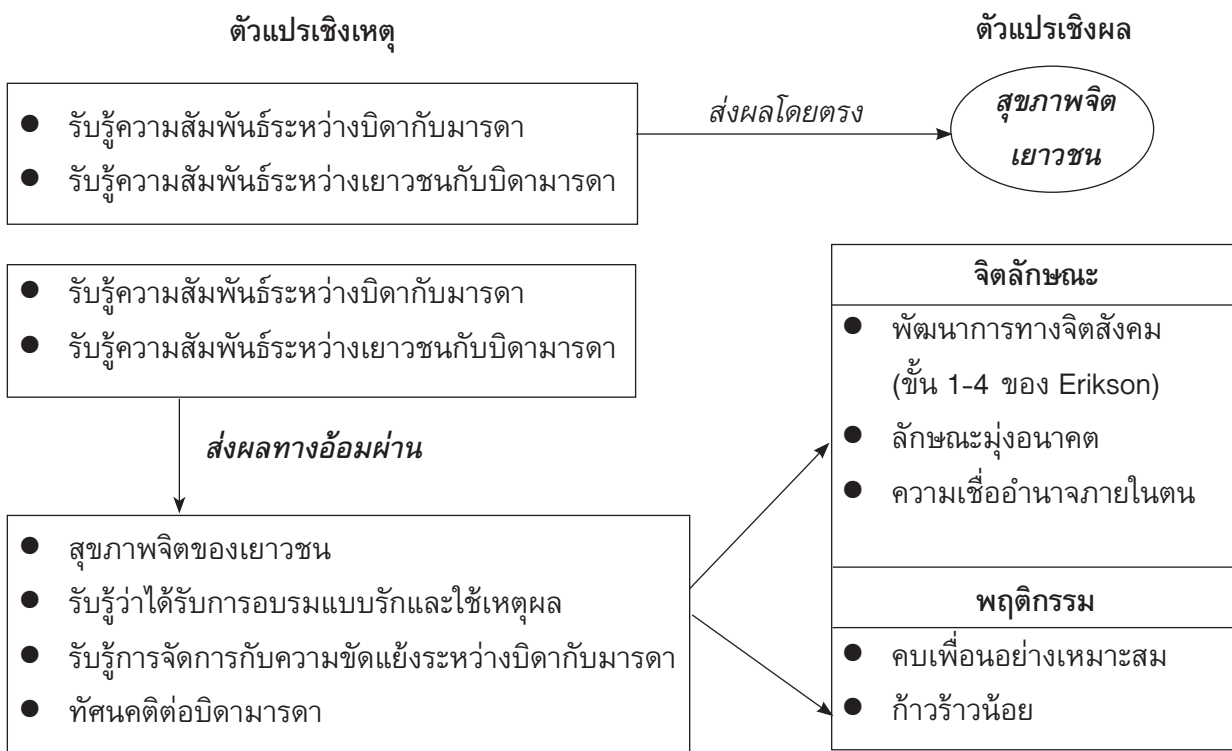 ตัวแปรเชิงเหตุ
ตัวแปรเชิงผล
● รับรู้ความสัมพันธ์ระหว่างบิดากับมารดา
● รับรู้ความสัมพันธ์ระหว่างเยาวชนกับบิดามารดา
ส่งผลโดยตรง
สุขภาพจิต
เยาวชน
● รับรู้ความสัมพันธ์ระหว่างบิดากับมารดา
● รับรู้ความสัมพันธ์ระหว่างเยาวชนกับบิดามารดา
ส่งผลทางอ้อมผ่าน
● สุขภาพจิตของเยาวชน
● รับรู้ว่าได้รับการอบรมแบบรักและใช้เหตุผล
● รับรู้การจัดการกับความขัดแย้งระหว่างบิดากับมารดา
● ทัศนคติต่อบิดามารดา
จิตลักษณะ
● พัฒนาการทางจิตสังคม
(ขั้น 1-4 ของ Erikson)
● ลักษณะมุ่งอนาคต
● ความเชื่ออำนาจภายในตน
พฤติกรรม
● คบเพื่อนอย่างเหมาะสม
● ก้าวร้าวน้อย